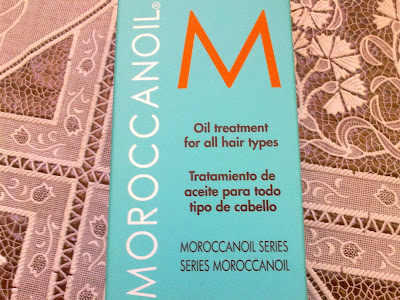 MOROCCANOIL®
M
Oil treatment
for all hair types
Tratamiento de
aceite para todo
tipo de cabello
MOROCCANOIL SERIES
SERIES MOROCCANOIL